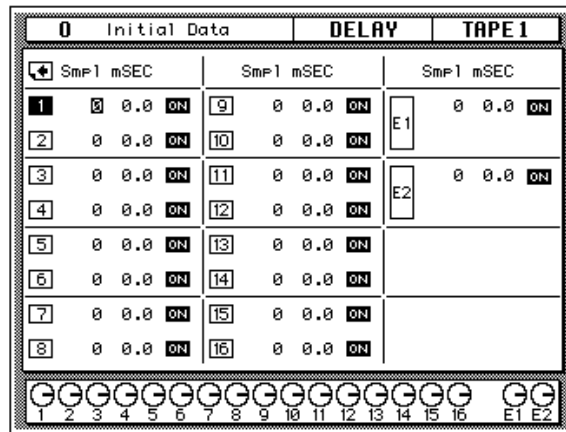 0 Initial Data DELAY TAPE1
Smpl mSEC Smpl mSEC Smpl mSEC
1 0 0.0 ON 9 0 0.0 ON E1 0 0.0 ON
2 0 0.0 ON 10 0 0.0 ON
3 0 0.0 ON 11 0 0.0 ON E2 0 0.0 ON
4 0 0.0 ON 12 0 0.0 ON
5 0 0.0 ON 13 0 0.0 ON
6 0 0.0 ON 14 0 0.0 ON
7 0 0.0 ON 15 0 0.0 ON
8 0 0.0 ON 16 0 0.0 ON
1 2 3 4 5 6 7 8 9 10 11 12 13 14 15 16 E1 E2